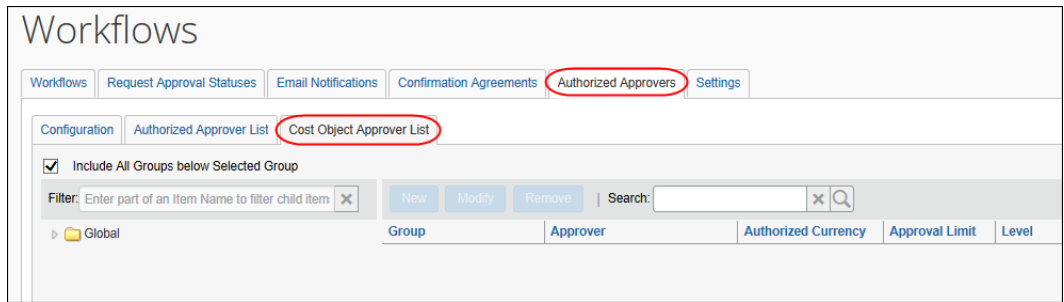 Workflows
Workflows Request Approval Statuses Email Notifications Confirmation Agreements Authorized Approvers Settings
Configuration Authorized Approver List Cost Object Approver List
Include All Groups below Selected Group
Filter: Enter part of an Item Name to filter child item New Modify Remove | Search:
Global Group Approver Authorized Currency Approval Limit Level